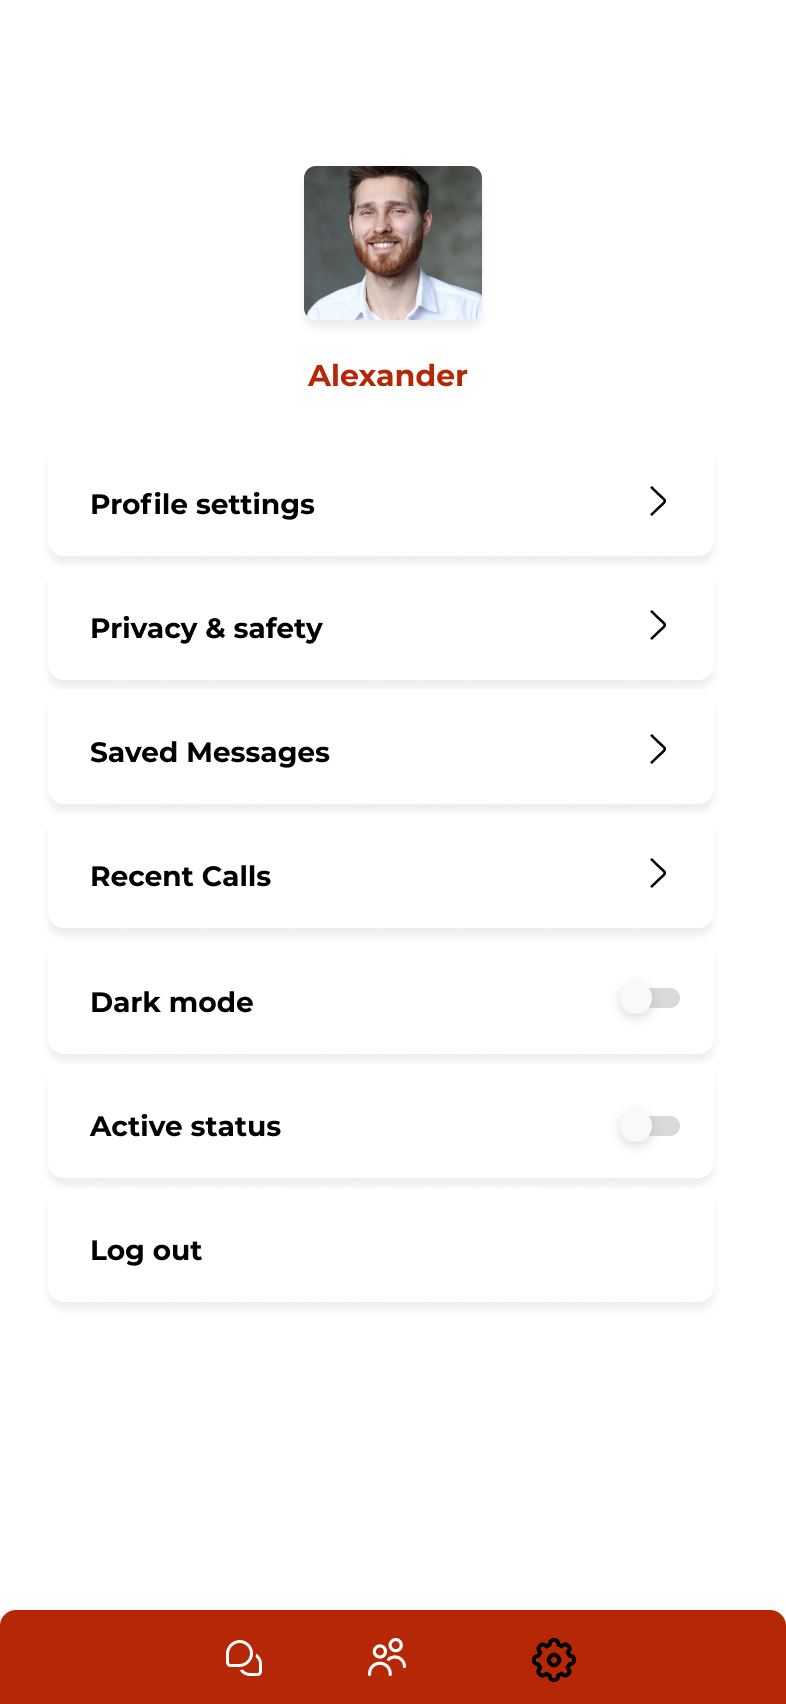 Alexander
Profile settings
Privacy & safety
Saved Messages
Recent Calls
Dark mode
Active status
Log out